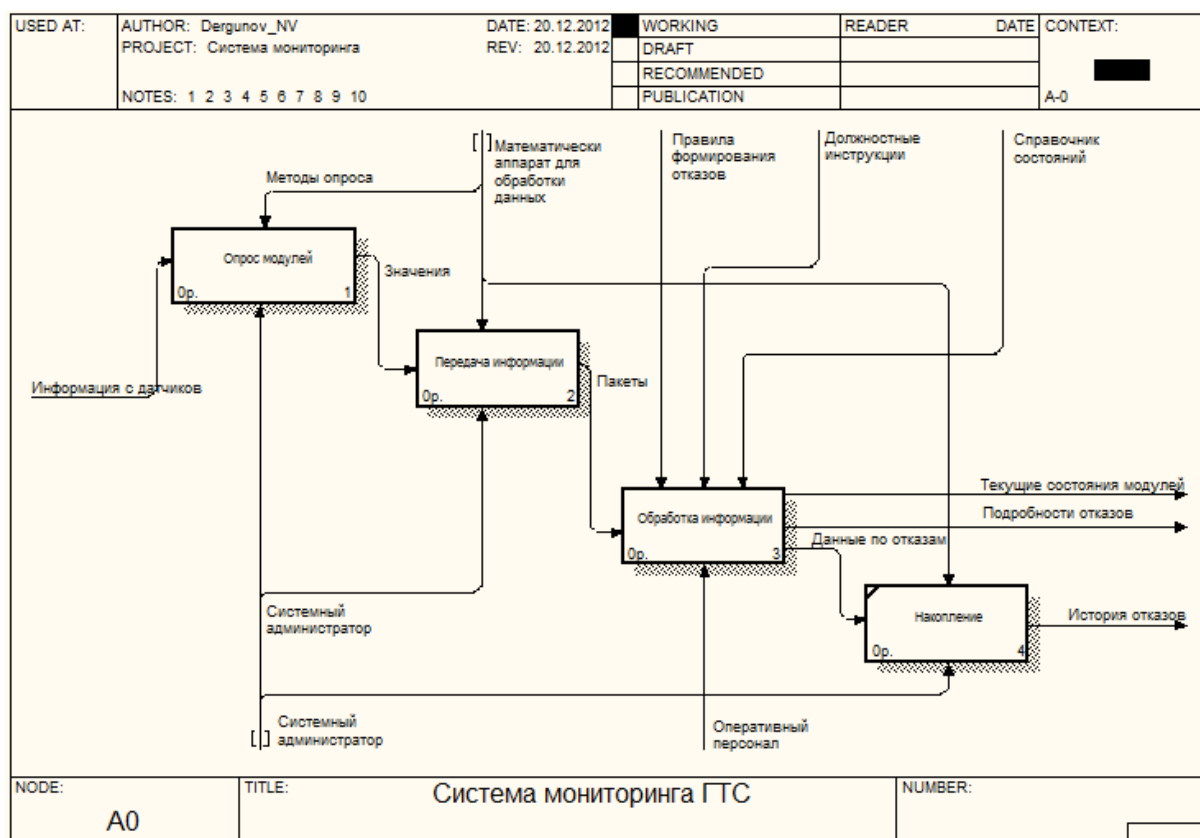 USED AT:
AUTHOR: Dergunov_NV
DATE: 20.12.2012
WORKING
READER
DATE
CONTEXT:
PROJECT: Система мониторинга
REV: 20.12.2012
DRAFT
RECOMMENDED
NOTES: 1 2 3 4 5 6 7 8 9 10
PUBLICATION
A-0
Математически
аппарат для
обработки
данных
Правила
формирования
отказов
Должностные
инструкции
Справочник
состояний
Методы опроса
Опрос модулей
0р.
1
Значения
Передача информации
0р.
2
Информация с датчиков
Пакеты
Обработка информации
0р.
3
Текущие состояния модулей
Подробности отказов
Данные по отказам
Накопление
0р.
4
История отказов
Системный
администратор
Системный
администратор
Оперативный
персонал
NODE:
A0
TITLE:
Система мониторинга ГТС
NUMBER: